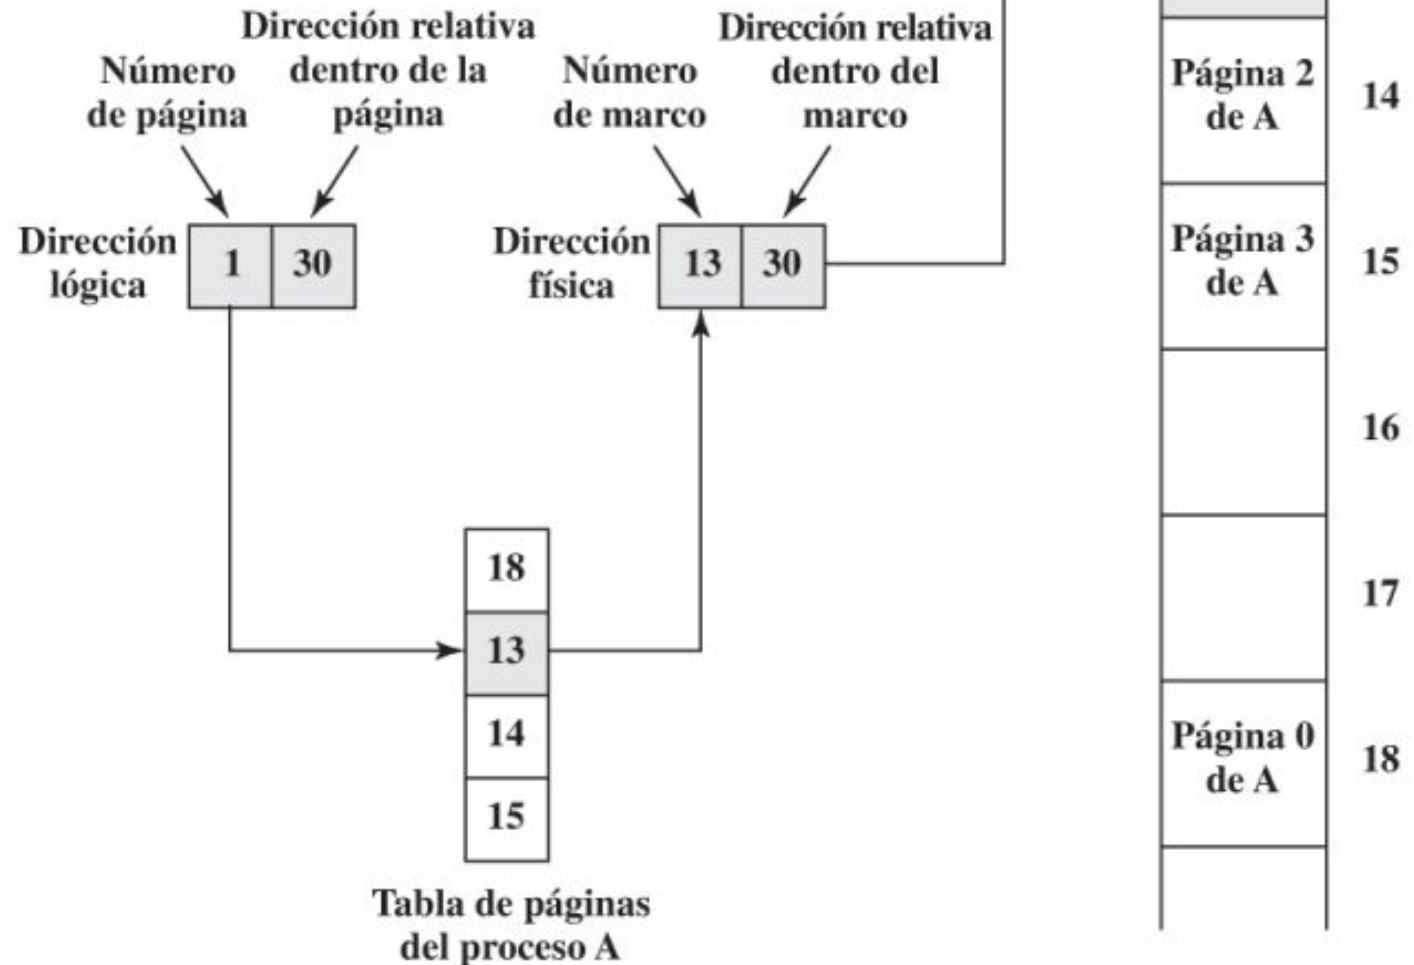 Número
de página
Dirección relativa
dentro de la
página
Número
de marco
Dirección relativa
dentro del
marco
Dirección
lógica
1
30
Dirección
física
13
30
18
13
14
15
Tabla de páginas
del proceso A
Página 2
de A
14
Página 3
de A
15
16
17
Página 0
de A
18